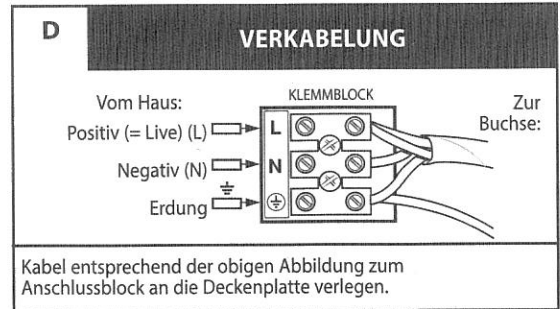 D
VERKABELUNG
KLEMMBLOCK
Vom Haus:
Positiv (= Live) (L)
Negativ (N)
Erdung
L
N
Zur
Buchse:
Kabel entsprechend der obigen Abbildung zum
Anschlussblock an die Deckenplatte verlegen.